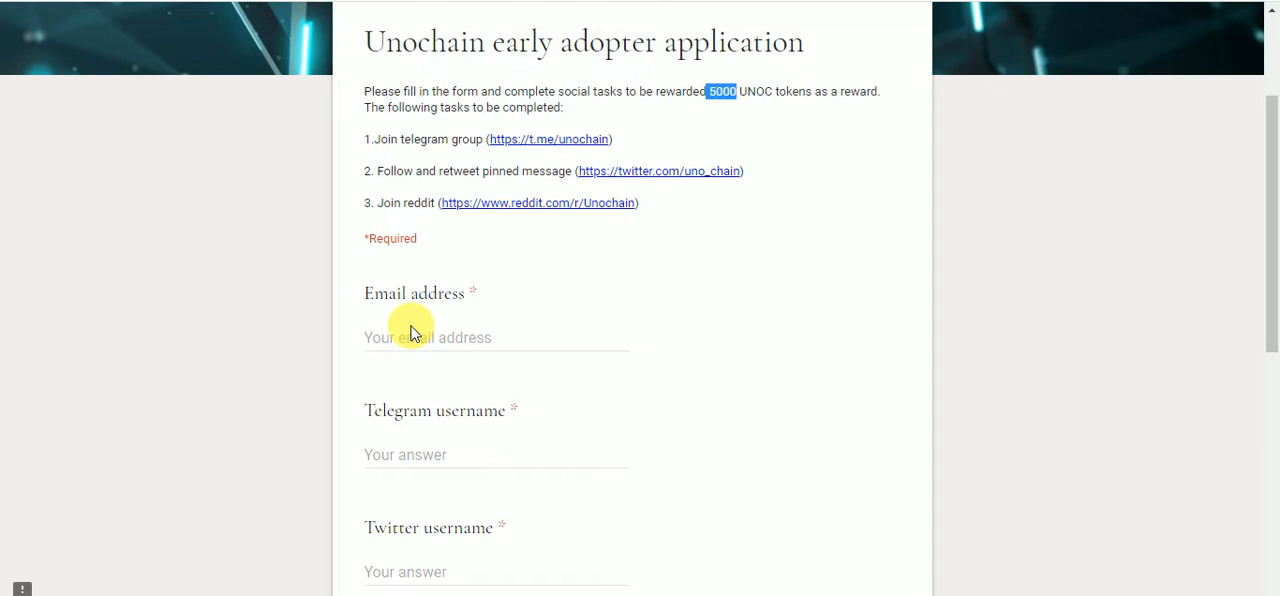 Unochain early adopter application
Please fill in the form and complete social tasks to be rewarded 5000 UNOC tokens as a reward.
The following tasks to be completed:
1.Join telegram group (https://t.me/unochain)
2. Follow and retweet pinned message (https://twitter.com/uno_chain)
3. Join reddit (https://www.reddit.com/r/Unochain)
*Required
Email address *
Your email address
Telegram username *
Your answer
Twitter username *
Your answer